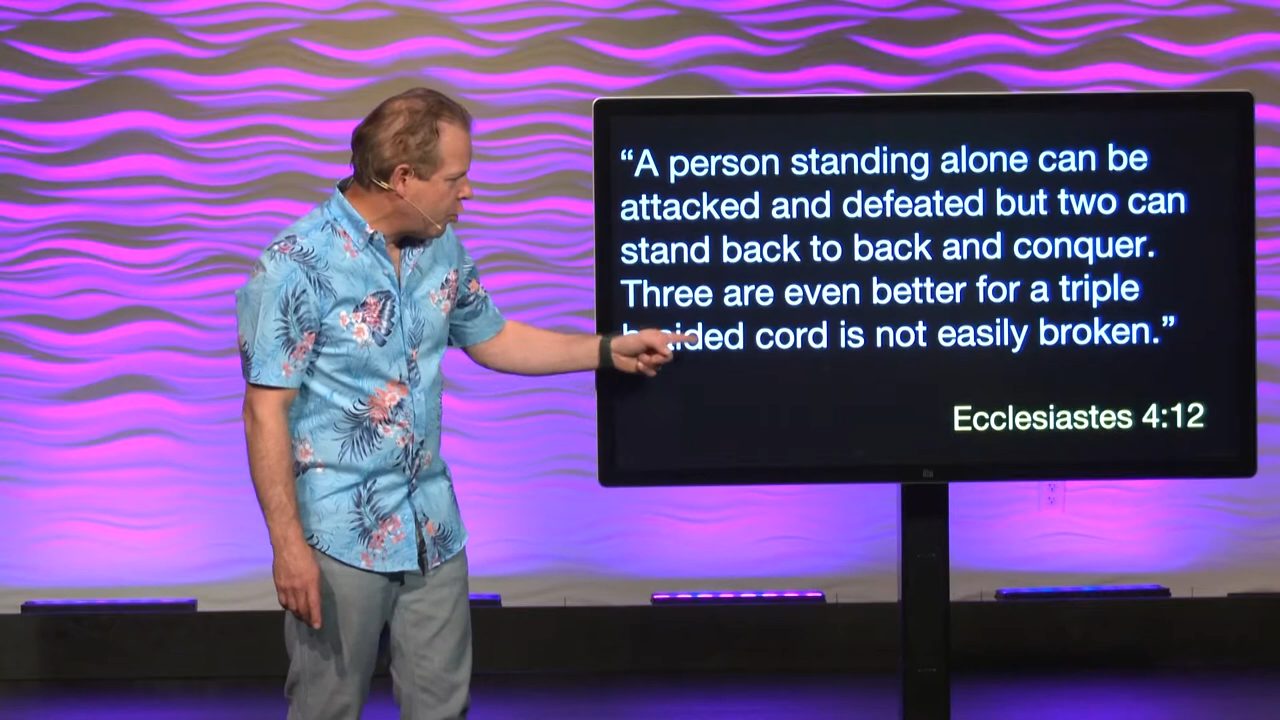 “A person standing alone can be
attacked and defeated but two can
stand back to back and conquer.
Three are even better for a triple
braided cord is not easily broken.”
Ecclesiastes 4:12